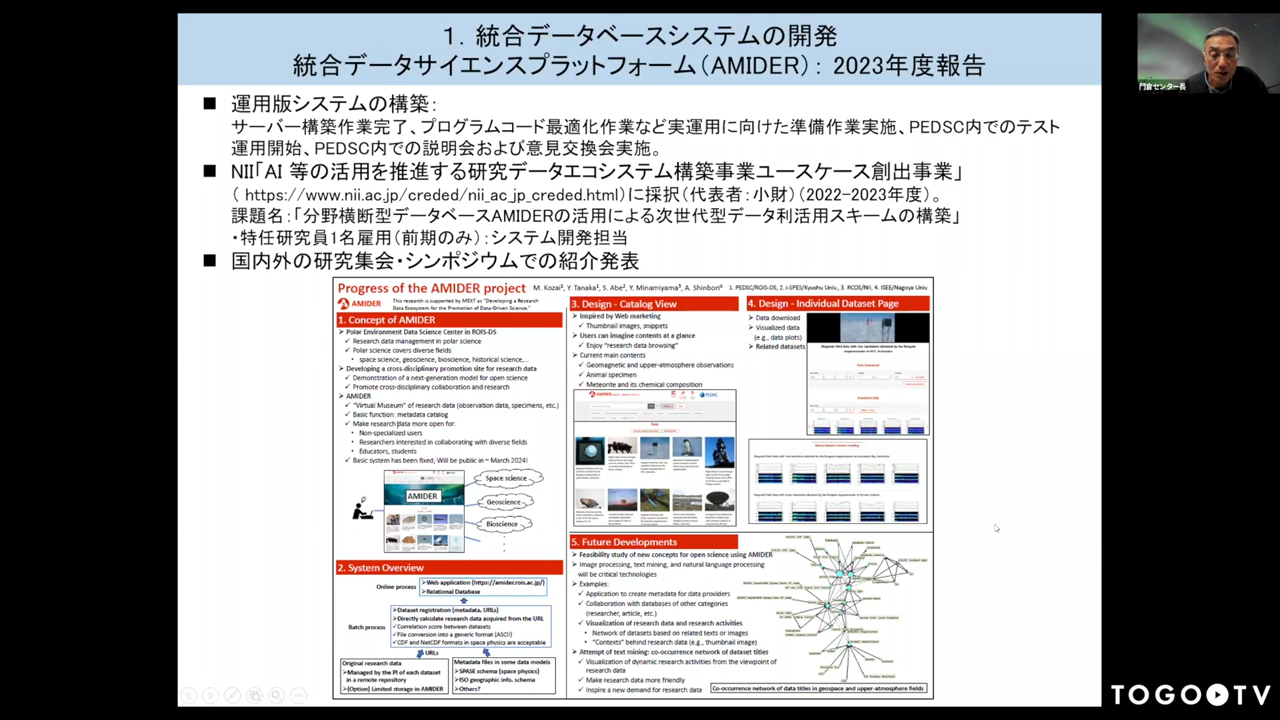 1．統合データベースシステムの開発
統合データサイエンスプラットフォーム（AMIDER）：2023年度報告
■ 運用版システムの構築：
サーバー構築作業完了、プログラムコード最適化作業など実運用に向けた準備作業実施、PEDSC内でのテスト
運用開始、PEDSC内での説明会および意見交換会実施。
■ NII「AI 等の活用を推進する研究データエコシステム構築事業ユースケース創出事業」
（ https://www.nii.ac.jp/creded/nii_ac_jp_creded.html）に採択（代表者：小財）（2022-2023年度）。
課題名：「分野横断型データベースAMIDERの活用による次世代型データ利活用スキームの構築」
・特任研究員1名雇用（前期のみ）：システム開発担当
■ 国内外の研究集会・シンポジウムでの紹介発表
Progress of the AMIDER project
M. Kozai¹, Y. Tanaka¹, S. Abe², Y. Minamiyama³, A. Shinbori⁴
1. PEDSC/ROIS-DS, 2. i-SPES/Kyushu Univ., 3. RCOS/NII, 4. ISEE/Nagoya Univ.
AMIDER
This research is supported by MEXT as "Developing a Research
Data Ecosystem for the Promotion of Data-Driven Science."
1. Concept of AMIDER
➤ Polar Environment Data Science Center in ROIS-DS
✓ Research data management in polar science
✓ Polar science covers diverse fields
• space science, geoscience, bioscience, historical science,...
➤ Developing a cross-disciplinary promotion site for research data
✓ Demonstration of a next-generation model for open science
✓ Promote cross-disciplinary collaboration and research
➤ AMIDER
✓ "Virtual Museum" of research data (observation data, specimens, etc.)
✓ Basic function: metadata catalog
✓ Make research data more open for:
• Non-specialized users
• Researchers interested in collaborating with diverse fields
• Educators, students
✓ Basic system has been fixed; Will be public in ~ March 2024!
AMIDER
Space science
Geoscience
Bioscience
2. System Overview
Online process
➤ Web application (https://amider.rois.ac.jp/)
➤ Relational Database
Batch process
➤ Dataset registration (metadata, URLs)
➤ Directly calculate research data acquired from the URL
✓ Correlation score between datasets
✓ File conversion into a generic format (ASCII)
✓ CDF and NetCDF formats in space physics are acceptable
URLs
Original research data
➤ Managed by the PI of each dataset
in a remote repository
➤ (Option) Limited storage in AMIDER
Metadata files in some data models
➤ SPASE schema (space physics)
➤ ISO geographic info. schema
➤ Others?
3. Design - Catalog View
➤ Inspired by Web marketing
✓ Thumbnail images, snippets
➤ Users can imagine contents at a glance
✓ Enjoy "research data browsing"
➤ Current main contents
✓ Geomagnetic and upper-atmosphere observations
✓ Animal specimen
✓ Meteorite and its chemical composition
4. Design - Individual Dataset Page
➤ Data download
➤ Visualized data
(e.g., data plots)
➤ Related datasets
5. Future Developments
➤ Feasibility study of new concepts for open science using AMIDER
➤ Image processing, text mining, and natural language processing
will be critical technologies
➤ Examples:
✓ Application to create metadata for data providers
✓ Collaboration with databases of other categories
(researcher, article, etc.)
✓ Visualization of research data and research activities
• Network of datasets based on related texts or images
• "Contexts" behind research data (e.g., thumbnail image)
➤ Attempt of text mining: co-occurrence network of dataset titles
✓ Visualization of dynamic research activities from the viewpoint of
research data
✓ Make research data more friendly
✓ Inspire a new demand for research data
Co-occurrence network of data titles in geospace and upper-atmosphere fields
門倉センター長
TOGO TV